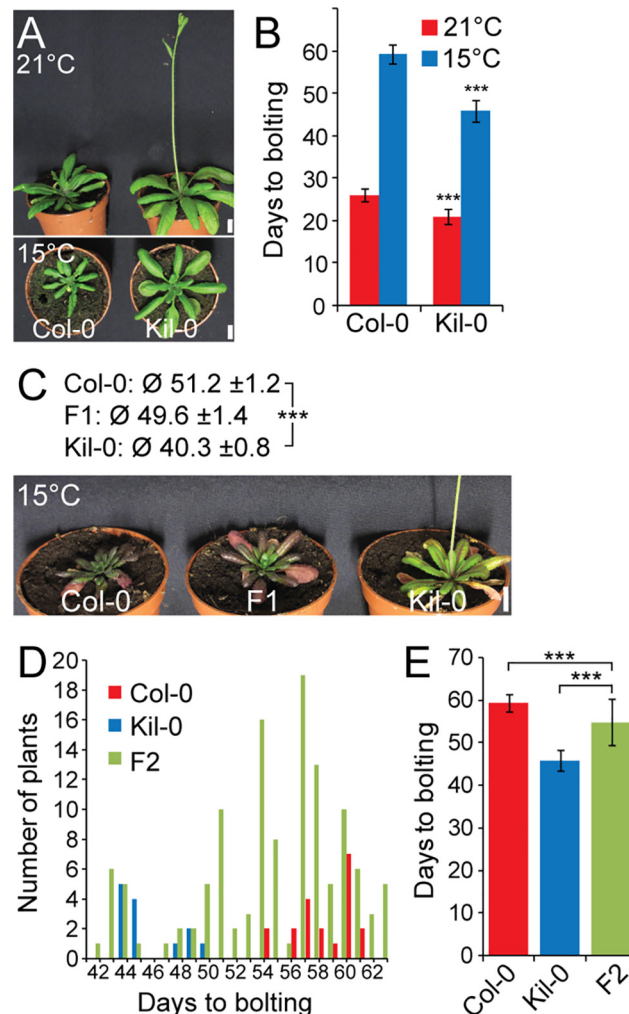 A
21°C
15°C
Col-0 Kil-0
B
21°C
15°C
Days to bolting
60
50
40
30
20
10
0
***
***
Col-0 Kil-0
C
Col-0: Ø 51.2 ±1.2
F1: Ø 49.6 ±1.4
Kil-0: Ø 40.3 ±0.8
***
15°C
Col-0 F1 Kil-0
D
Number of plants
20
18
16
14
12
10
8
6
4
2
0
Col-0
Kil-0
F2
42 44 46 48 50 52 54 56 58 60 62
Days to bolting
E
Days to bolting
70
60
50
40
30
20
10
0
***
***
Col-0 Kil-0 F2